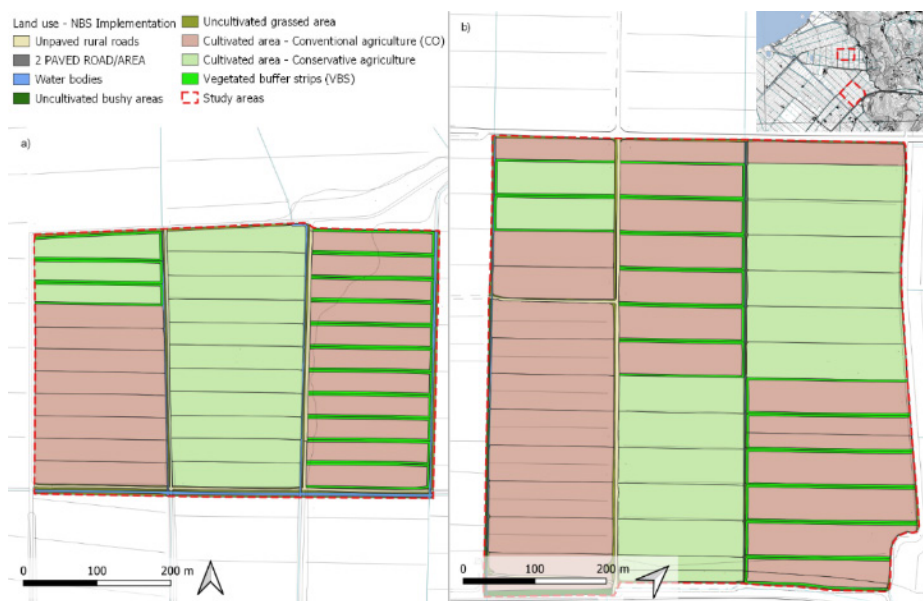 Land use - NBS Implementation
Unpaved rural roads
2 PAVED ROAD/AREA
Water bodies
Uncultivated bushy areas
Uncultivated grassed area
Cultivated area - Conventional agriculture (CO)
Cultivated area - Conservative agriculture
Vegetated buffer strips (VBS)
Study areas
a)
b)
0 100 200 m
0 100 200 m